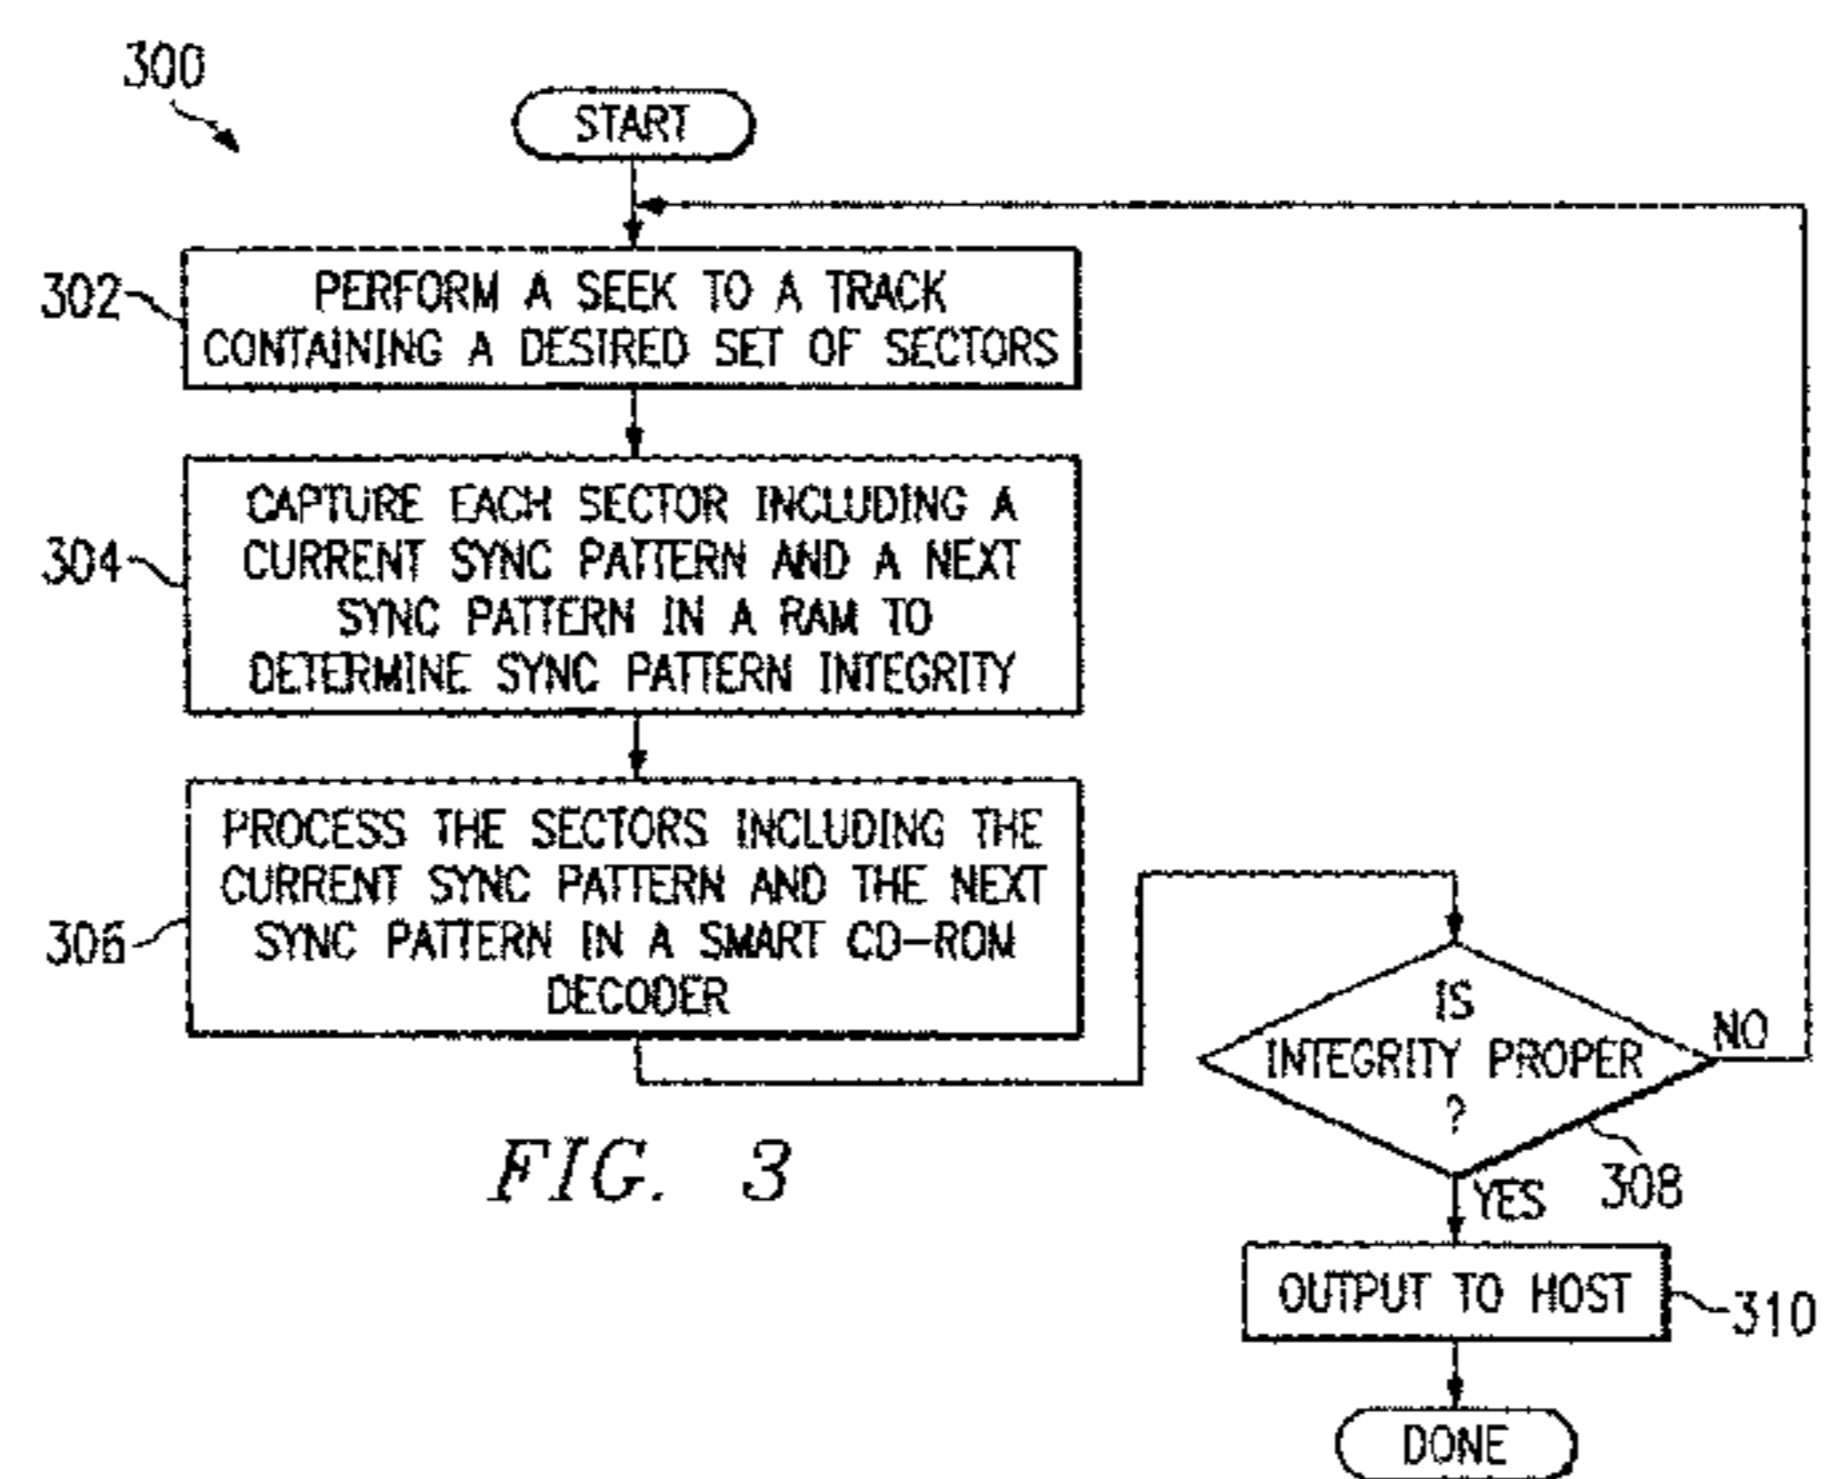 300
START
302
PERFORM A SEEK TO A TRACK
CONTAINING A DESIRED SET OF SECTORS
304
CAPTURE EACH SECTOR INCLUDING A
CURRENT SYNC PATTERN AND A NEXT
SYNC PATTERN IN A RAM TO
DETERMINE SYNC PATTERN INTEGRITY
306
PROCESS THE SECTORS INCLUDING THE
CURRENT SYNC PATTERN AND THE NEXT
SYNC PATTERN IN A SMART CD-ROM
DECODER
IS
INTEGRITY PROPER
?
NO
308
YES
OUTPUT TO HOST
310
DONE
FIG. 3